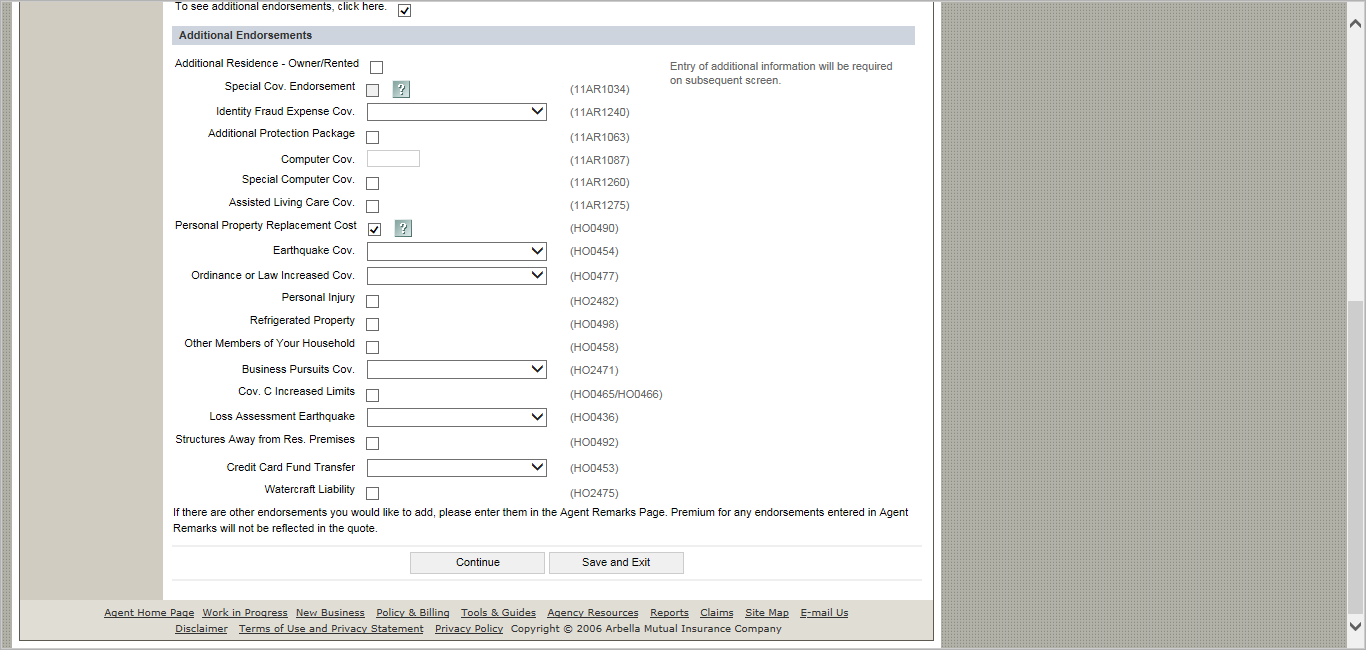 To see additional endorsements, click here.
Additional Endorsements
Additional Residence - Owner/Rented
Entry of additional information will be required
on subsequent screen.
Special Cov. Endorsement ? (11AR1034)
Identity Fraud Expense Cov. (11AR1240)
Additional Protection Package (11AR1063)
Computer Cov. (11AR1087)
Special Computer Cov. (11AR1260)
Assisted Living Care Cov. (11AR1275)
Personal Property Replacement Cost ? (HO0490)
Earthquake Cov. (HO0454)
Ordinance or Law Increased Cov. (HO0477)
Personal Injury (HO2482)
Refrigerated Property (HO0498)
Other Members of Your Household (HO0458)
Business Pursuits Cov. (HO2471)
Cov. C Increased Limits (HO0465/HO0466)
Loss Assessment Earthquake (HO0436)
Structures Away from Res. Premises (HO0492)
Credit Card Fund Transfer (HO0453)
Watercraft Liability (HO2475)
If there are other endorsements you would like to add, please enter them in the Agent Remarks Page. Premium for any endorsements entered in Agent
Remarks will not be reflected in the quote.
Continue Save and Exit
Agent Home Page Work in Progress New Business Policy & Billing Tools & Guides Agency Resources Reports Claims Site Map E-mail Us
Disclaimer Terms of Use and Privacy Statement Privacy Policy Copyright © 2006 Arbella Mutual Insurance Company